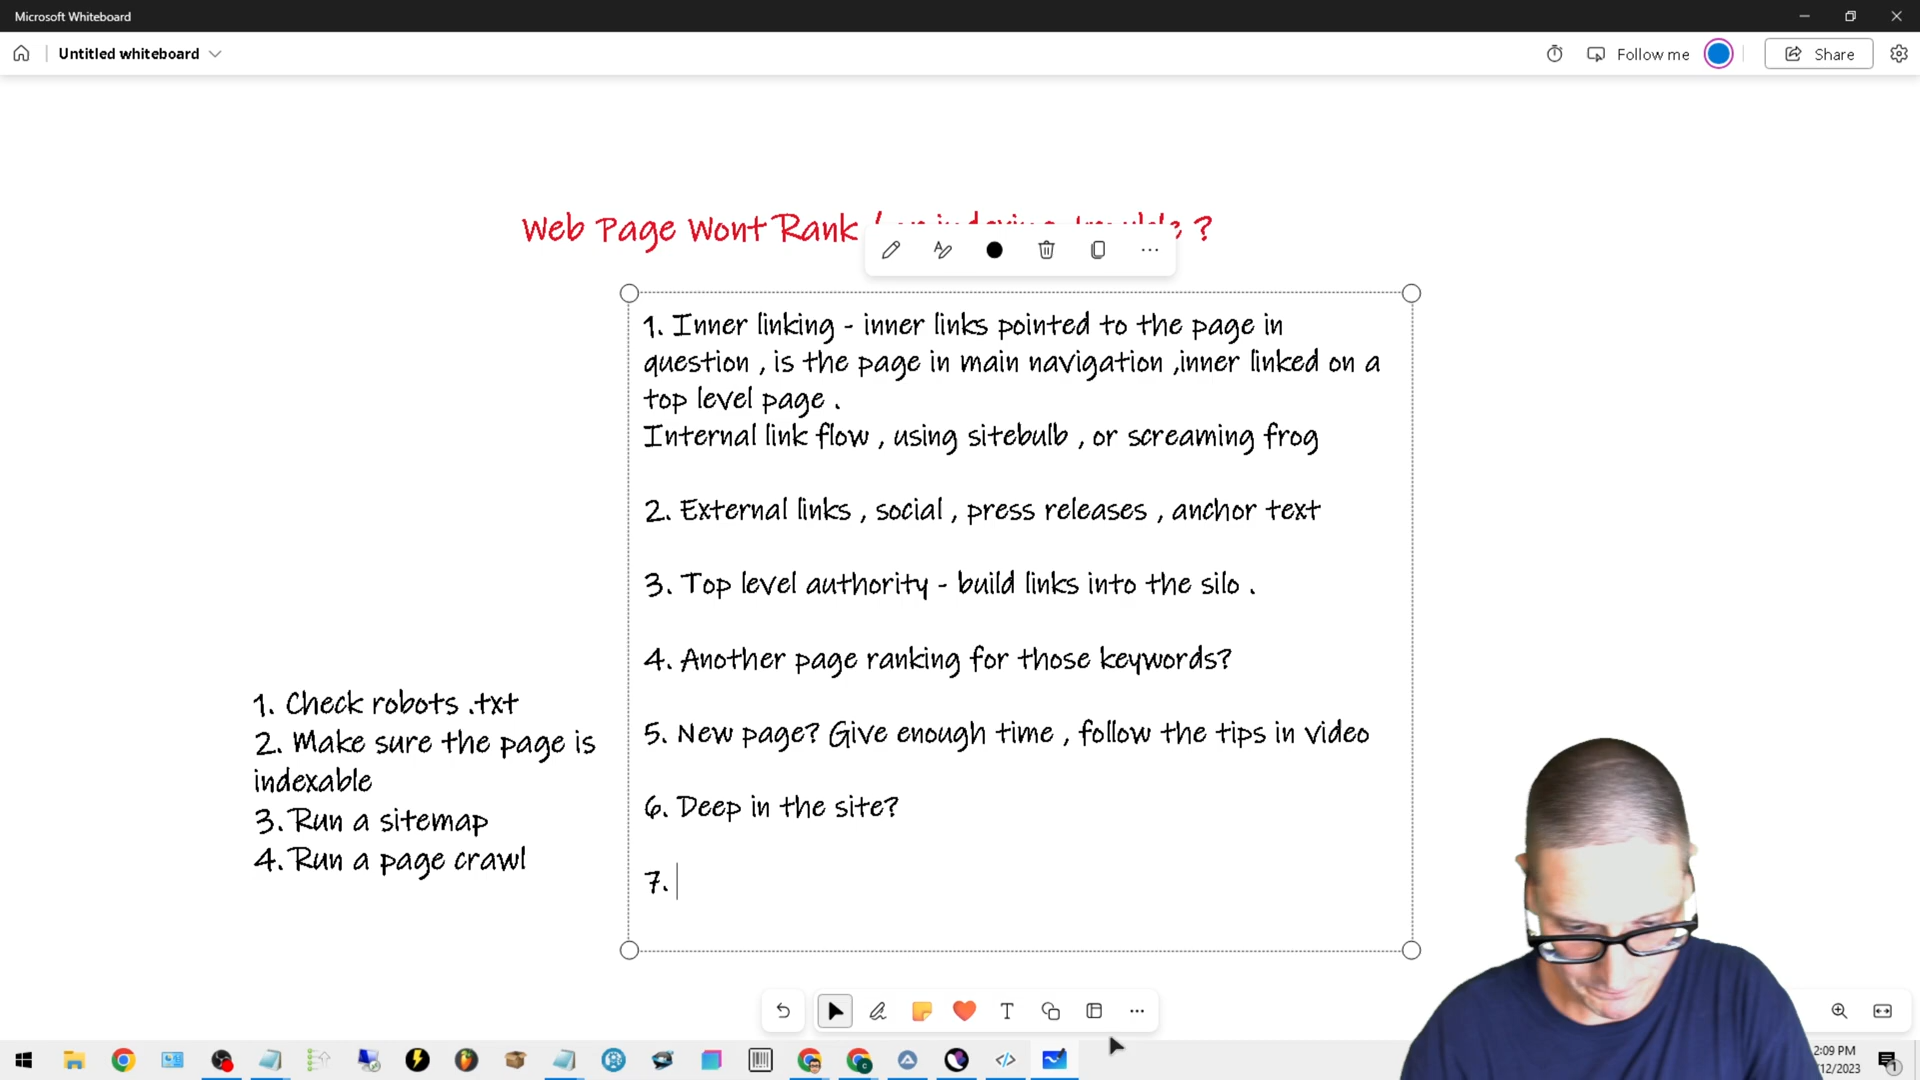 Microsoft Whiteboard
Untitled whiteboard
Follow me
Share
Web Page Wont Rank ?
1. Inner linking - inner links pointed to the page in
question , is the page in main navigation ,inner linked on a
top level page .
Internal link flow , using sitebulb , or screaming frog
2. External links , social , press releases , anchor text
3. Top level authority - build links into the silo .
4. Another page ranking for those keywords?
5. New page? Give enough time , follow the tips in video
6. Deep in the site?
7.
1. Check robots .txt
2. Make sure the page is
indexable
3. Run a sitemap
4. Run a page crawl
2:09 PM
/12/2023